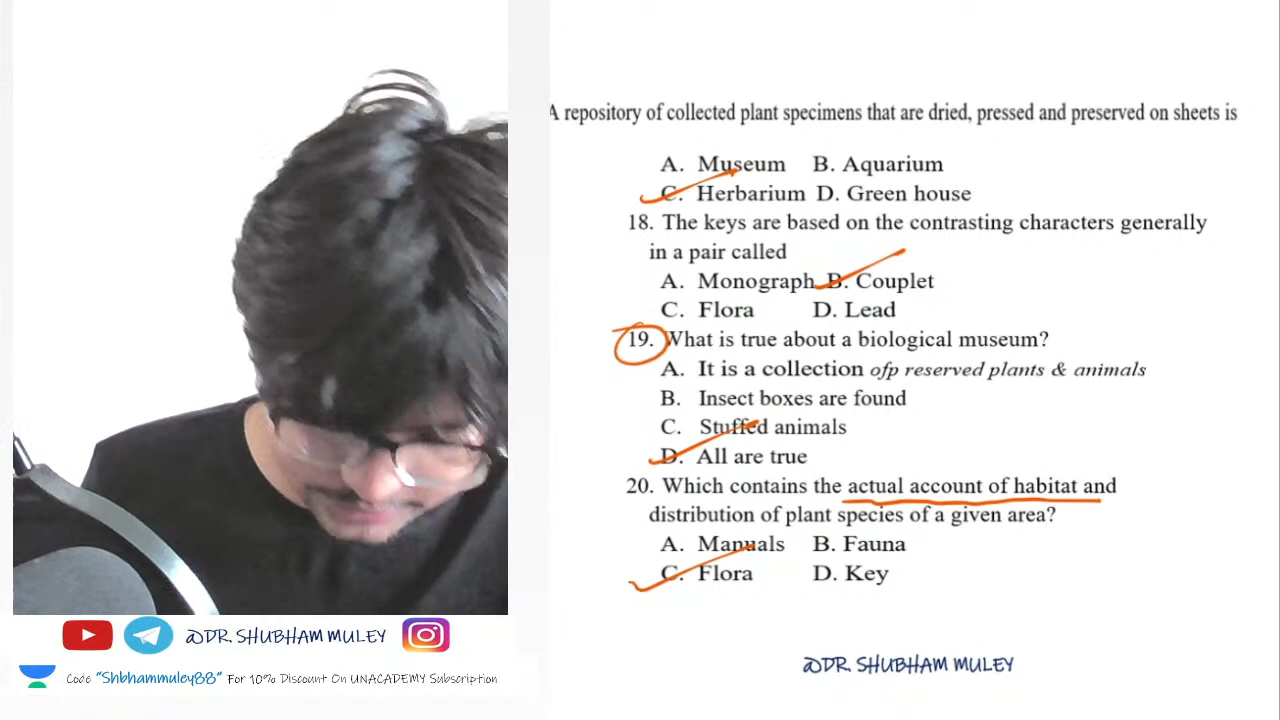 A repository of collected plant specimens that are dried, pressed and preserved on sheets is
A. Museum B. Aquarium
C. Herbarium D. Green house
18. The keys are based on the contrasting characters generally
in a pair called
A. Monograph B. Couplet
C. Flora D. Lead
19. What is true about a biological museum?
A. It is a collection ofp reserved plants & animals
B. Insect boxes are found
C. Stuffed animals
D. All are true
20. Which contains the actual account of habitat and
distribution of plant species of a given area?
A. Manuals B. Fauna
C. Flora D. Key
@DR. SHUBHAM MULEY
Code "Shbhammuley88" For 10% Discount On UNACADEMY Subscription
@DR. SHUBHAM MULEY